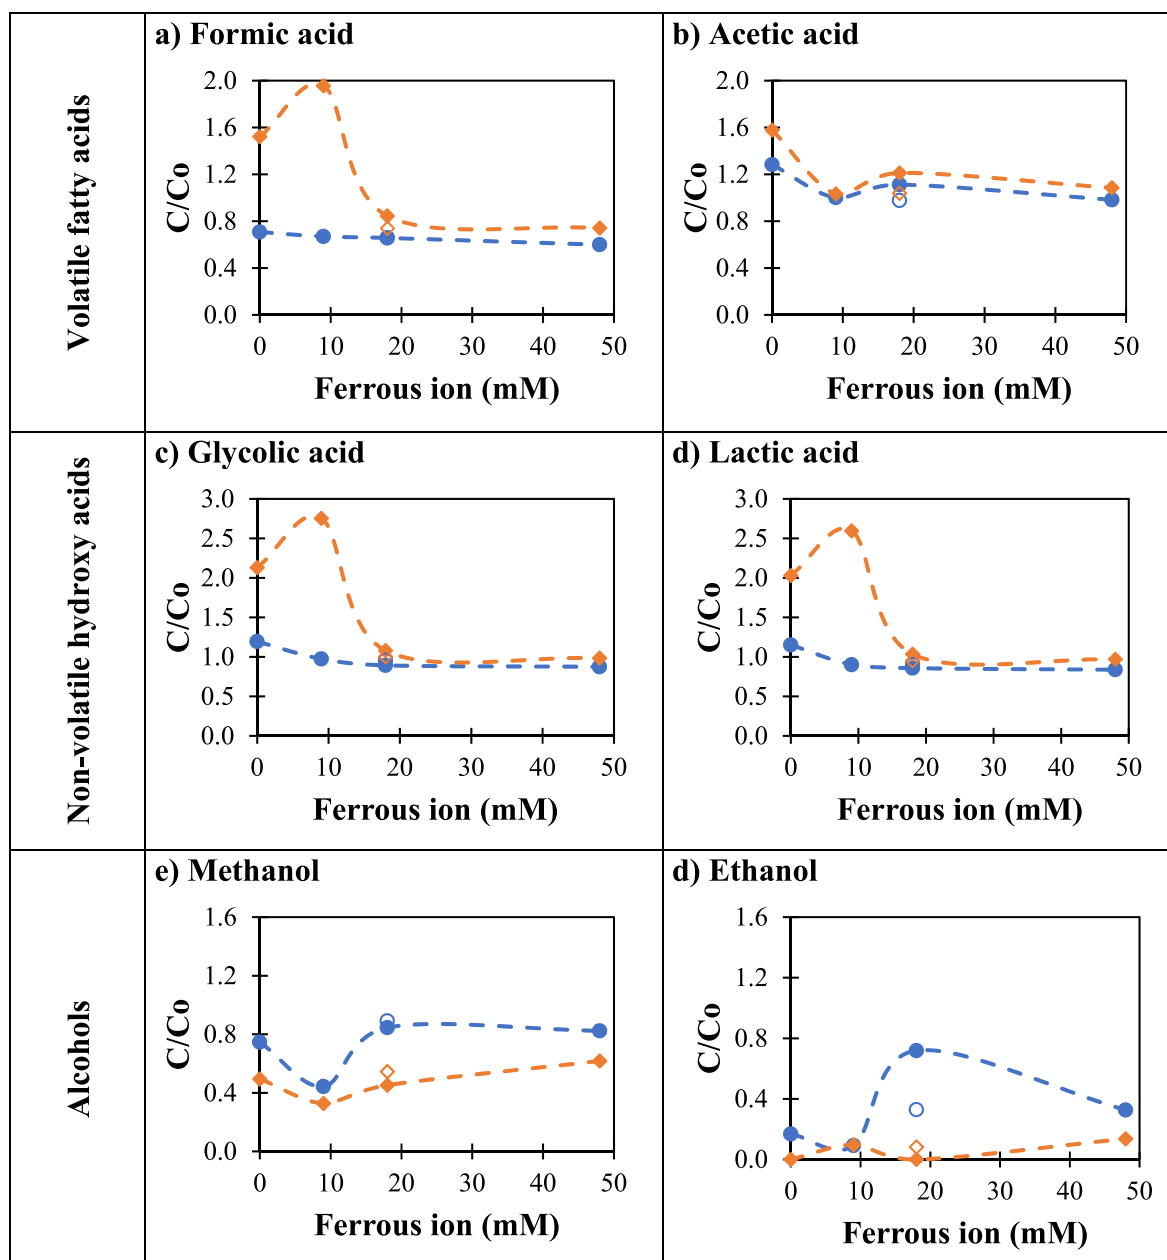 Volatile fatty acids
a) Formic acid
C/Co
2.0
1.6
1.2
0.8
0.4
0.0
0 10 20 30 40 50
Ferrous ion (mM)
b) Acetic acid
C/Co
2.0
1.6
1.2
0.8
0.4
0.0
0 10 20 30 40 50
Ferrous ion (mM)
Non-volatile hydroxy acids
c) Glycolic acid
C/Co
3.0
2.5
2.0
1.5
1.0
0.5
0.0
0 10 20 30 40 50
Ferrous ion (mM)
d) Lactic acid
C/Co
3.0
2.5
2.0
1.5
1.0
0.5
0.0
0 10 20 30 40 50
Ferrous ion (mM)
Alcohols
e) Methanol
C/Co
1.6
1.2
0.8
0.4
0.0
0 10 20 30 40 50
Ferrous ion (mM)
d) Ethanol
C/Co
1.6
1.2
0.8
0.4
0.0
0 10 20 30 40 50
Ferrous ion (mM)